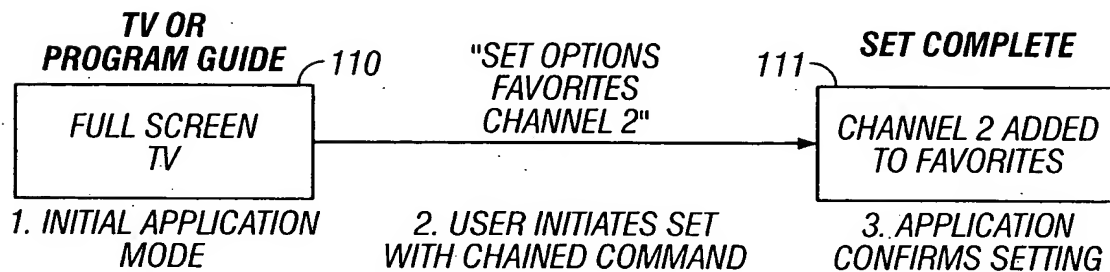 TV OR
PROGRAM GUIDE
110
FULL SCREEN
TV
1. INITIAL APPLICATION
MODE
"SET OPTIONS
FAVORITES
CHANNEL 2"
2. USER INITIATES SET
WITH CHAINED COMMAND
SET COMPLETE
111
CHANNEL 2 ADDED
TO FAVORITES
3. APPLICATION
CONFIRMS SETTING